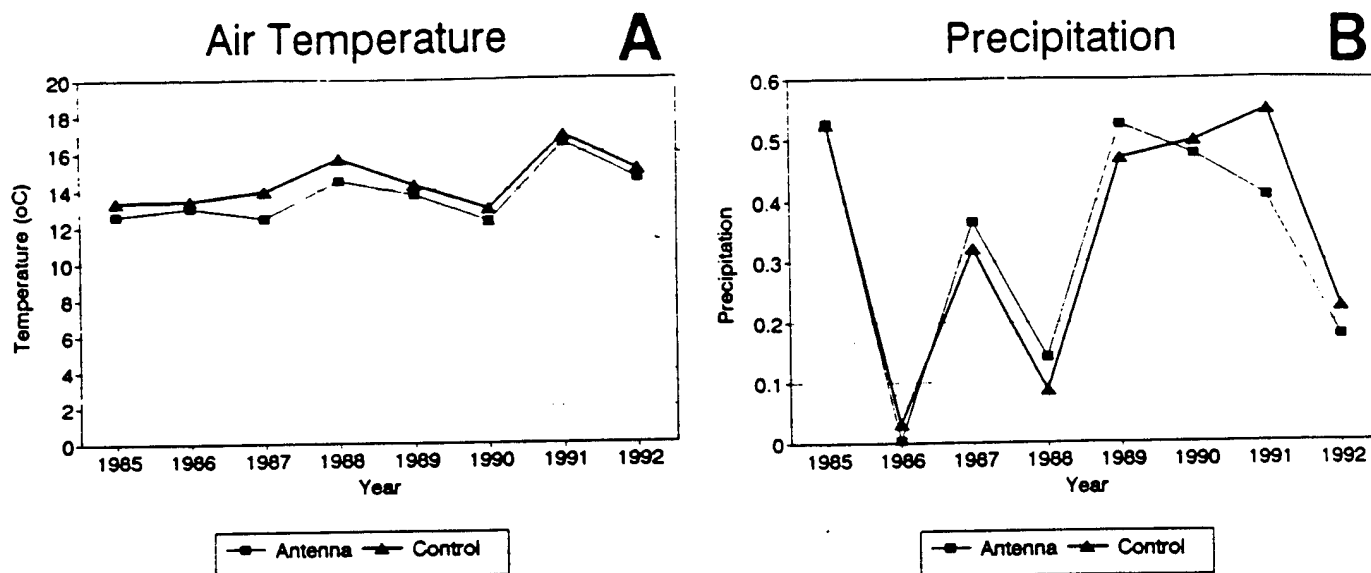 Air Temperature
A
20
18
16
14
12
10
8
6
4
2
0
Temperature (oC)
1985 1986 1987 1988 1989 1990 1991 1992
Year
Antenna Control
Precipitation
B
0.6
0.5
0.4
0.3
0.2
0.1
0
Precipitation
1985 1986 1987 1988 1989 1990 1991 1992
Year
Antenna Control